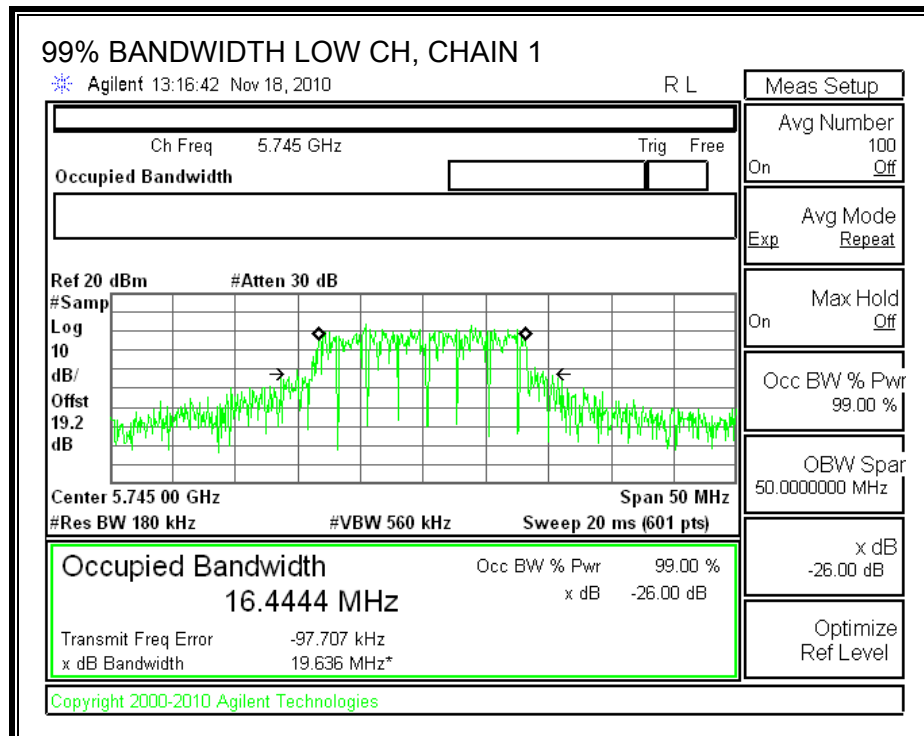 99% BANDWIDTH LOW CH, CHAIN 1
Agilent 13:16:42 Nov 18, 2010 R L
Ch Freq 5.745 GHz Trig Free
Occupied Bandwidth
Ref 20 dBm #Atten 30 dB
#Samp
Log
10
dB/
Offst
19.2
dB
Center 5.745 00 GHz Span 50 MHz
#Res BW 180 kHz #VBW 560 kHz Sweep 20 ms (601 pts)
Occupied Bandwidth
16.4444 MHz
Occ BW % Pwr 99.00 %
x dB -26.00 dB
Transmit Freq Error -97.707 kHz
x dB Bandwidth 19.636 MHz*
Copyright 2000-2010 Agilent Technologies
Meas Setup
Avg Number
100
On Off
Avg Mode
Exp Repeat
Max Hold
On Off
Occ BW % Pwr
99.00 %
OBW Span
50.0000000 MHz
x dB
-26.00 dB
Optimize
Ref Level